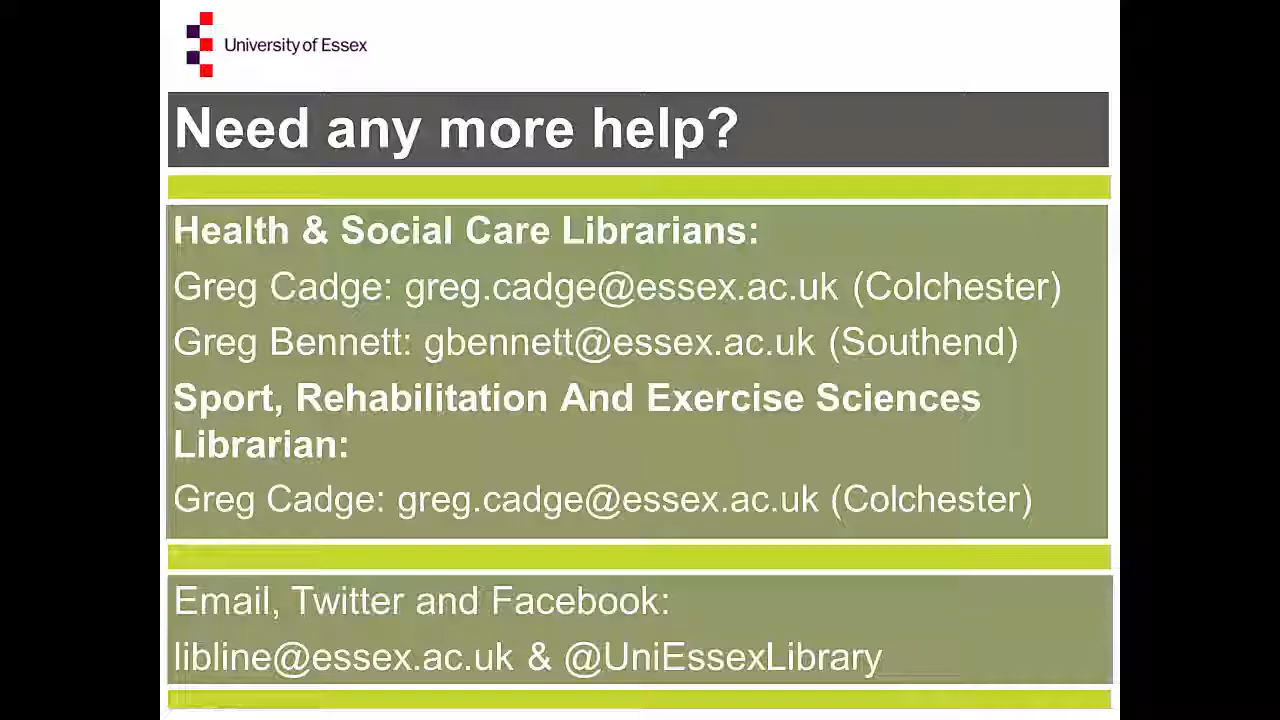 University of Essex
Need any more help?
Health & Social Care Librarians:
Greg Cadge: greg.cadge@essex.ac.uk (Colchester)
Greg Bennett: gbennett@essex.ac.uk (Southend)
Sport, Rehabilitation And Exercise Sciences
Librarian:
Greg Cadge: greg.cadge@essex.ac.uk (Colchester)
Email, Twitter and Facebook:
libline@essex.ac.uk & @UniEssexLibrary